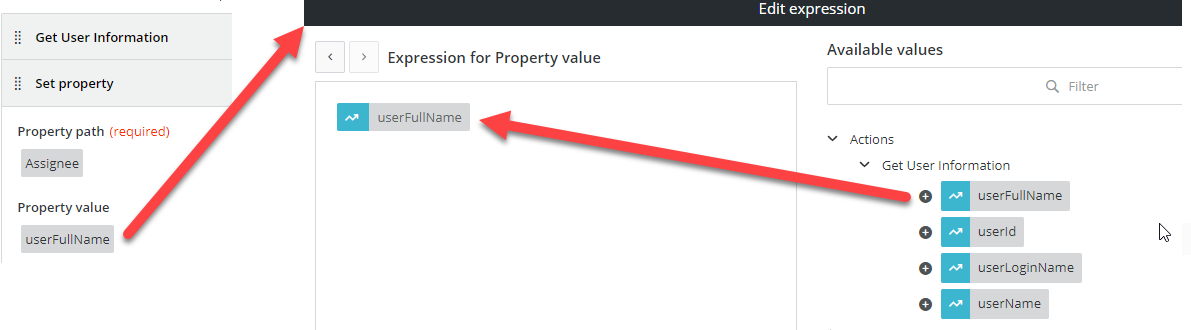 Get User Information
Set property
Property path (required)
Assignee
Property value
userFullName
Edit expression
Expression for Property value
userFullName
Available values
Filter
Actions
Get User Information
userFullName
userId
userLoginName
userName